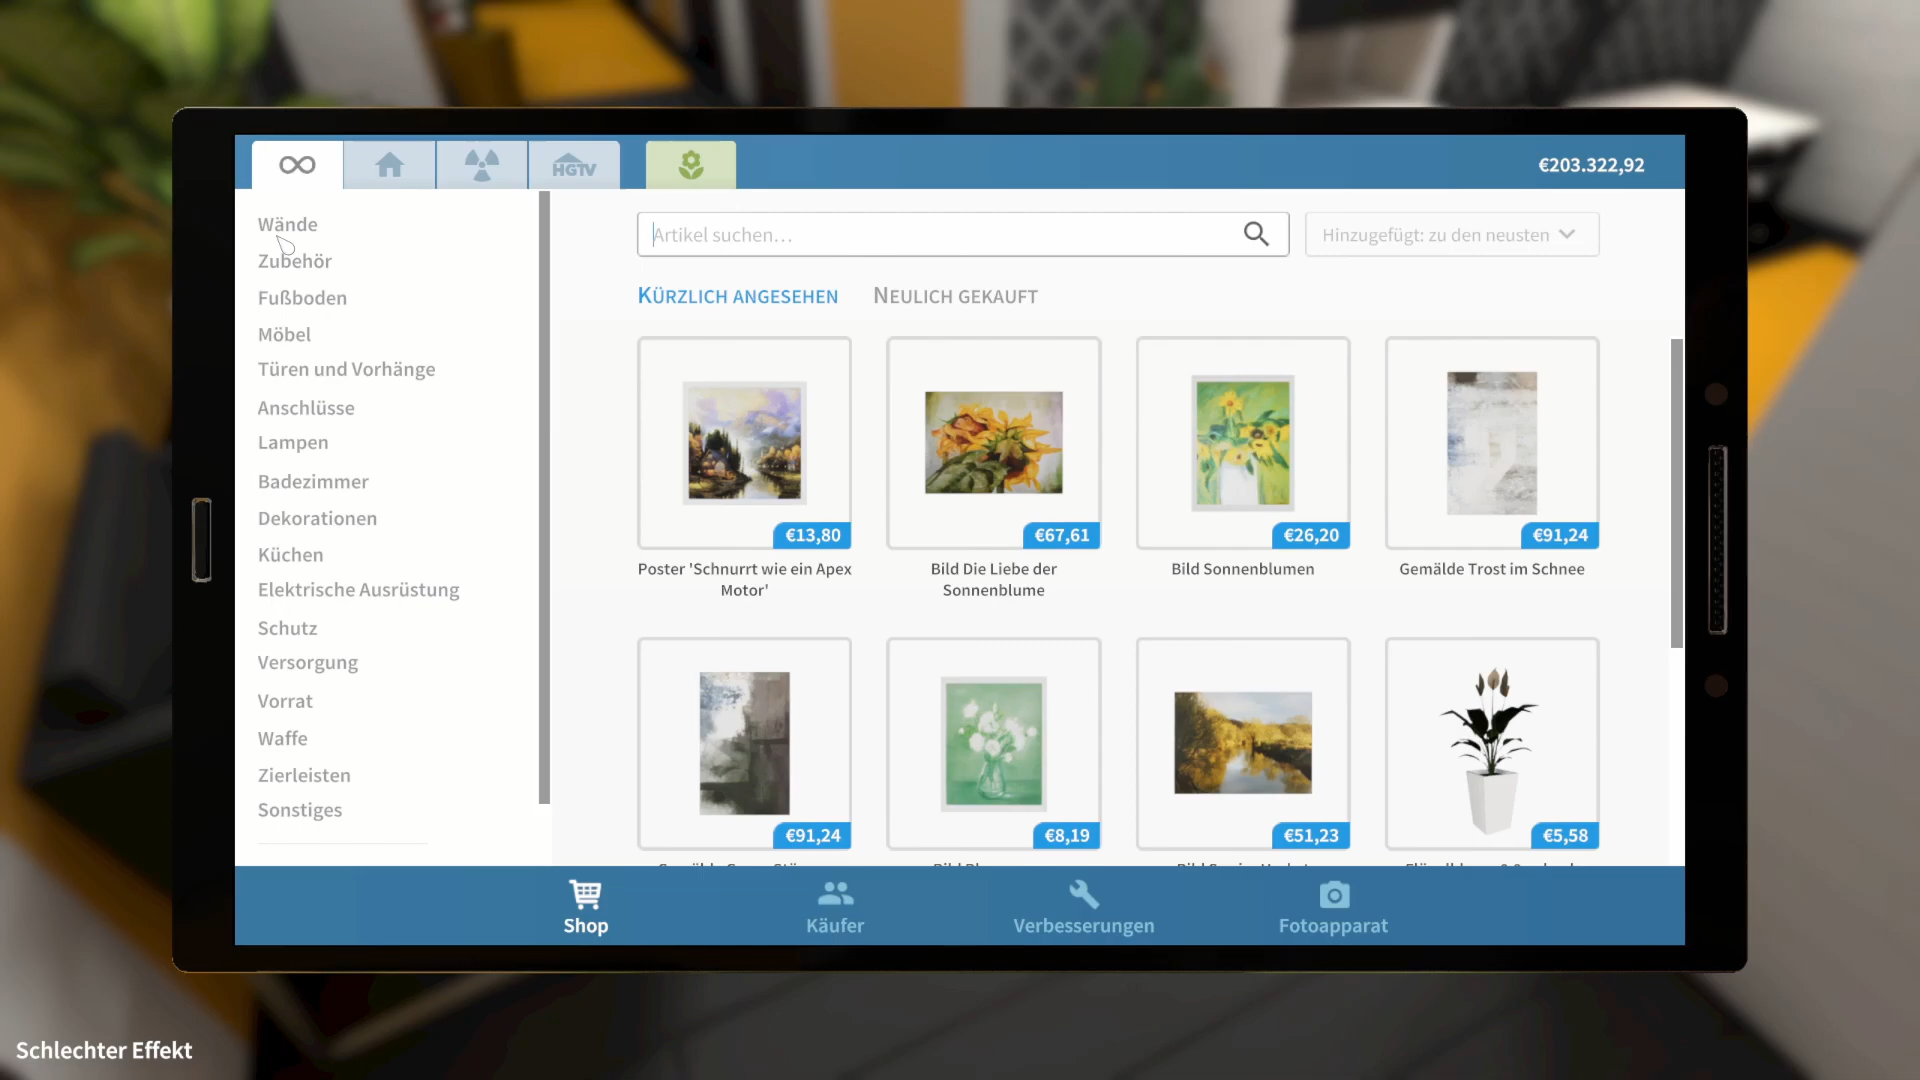 HGTV
€203.322,92
Wände
Zubehör
Fußboden
Möbel
Türen und Vorhänge
Anschlüsse
Lampen
Badezimmer
Dekorationen
Küchen
Elektrische Ausrüstung
Schutz
Versorgung
Vorrat
Waffe
Zierleisten
Sonstiges
Artikel suchen...
Hinzugefügt: zu den neusten
KÜRZLICH ANGESEHEN
NEULICH GEKAUFT
€13,80
€67,61
€26,20
€91,24
Poster 'Schnurrt wie ein Apex
Motor'
Bild Die Liebe der
Sonnenblume
Bild Sonnenblumen
Gemälde Trost im Schnee
€91,24
€8,19
€51,23
€5,58
Shop
Käufer
Verbesserungen
Fotoapparat
Schlechter Effekt